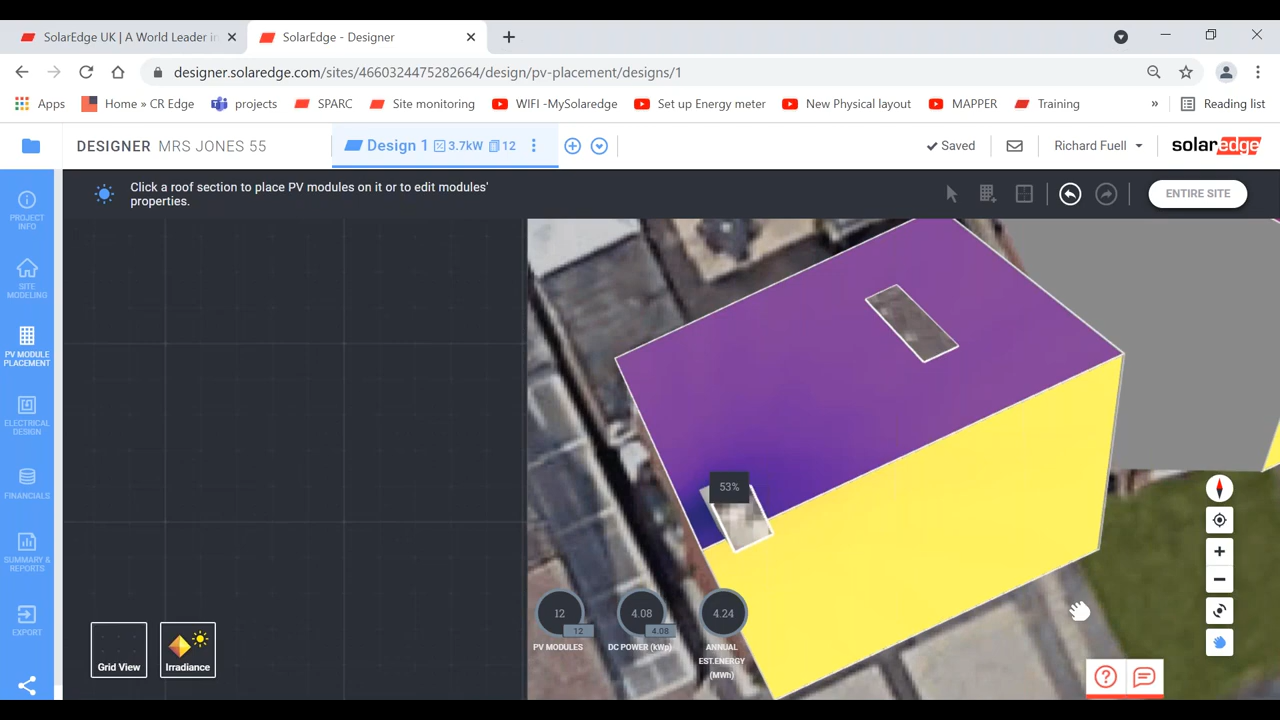 SolarEdge UK | A World Leader in
SolarEdge - Designer
designer.solaredge.com/sites/4660324475282664/design/pv-placement/designs/1
Apps
Home » CR Edge
projects
SPARC
Site monitoring
WIFI -MySolaredge
Set up Energy meter
New Physical layout
MAPPER
Training
»
Reading list
DESIGNER MRS JONES 55
Design 1 3.7kW 12
Saved
Richard Fuell
solaredge
Click a roof section to place PV modules on it or to edit modules'
properties.
ENTIRE SITE
PROJECT
INFO
SITE
MODELING
PV MODULE
PLACEMENT
ELECTRICAL
DESIGN
FINANCIALS
SUMMARY &
REPORTS
EXPORT
53%
Grid View
Irradiance
12
12
PV MODULES
4.08
4.08
DC POWER (kWp)
4.24
ANNUAL
EST.ENERGY
(MWh)